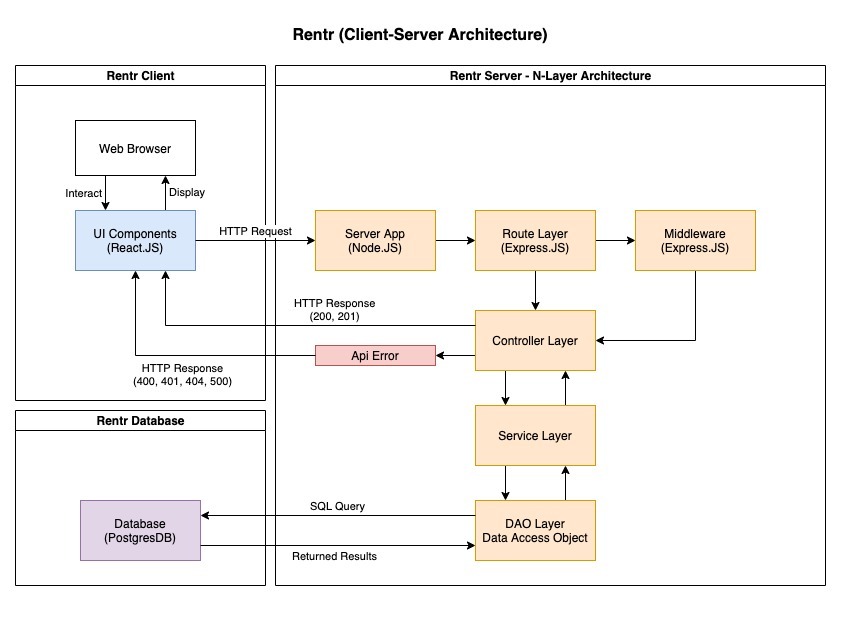 Rentr (Client-Server Architecture)
Rentr Client
Rentr Server - N-Layer Architecture
Web Browser
Interact
Display
UI Components
(React.JS)
HTTP Request
Server App
(Node.JS)
Route Layer
(Express.JS)
Middleware
(Express.JS)
HTTP Response
(200, 201)
Controller Layer
Api Error
HTTP Response
(400, 401, 404, 500)
Rentr Database
Service Layer
SQL Query
Database
(PostgresDB)
DAO Layer
Data Access Object
Returned Results